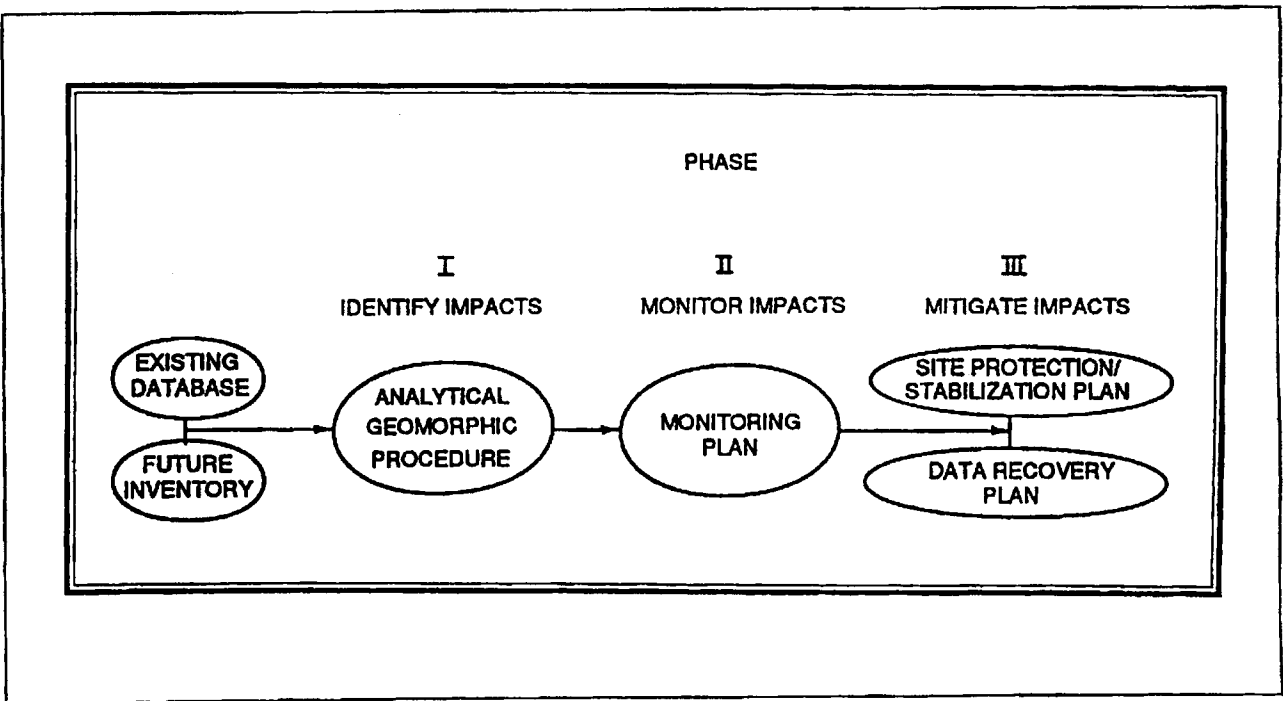 PHASE
I
II
III
IDENTIFY IMPACTS
MONITOR IMPACTS
MITIGATE IMPACTS
EXISTING
DATABASE
FUTURE
INVENTORY
ANALYTICAL
GEOMORPHIC
PROCEDURE
MONITORING
PLAN
SITE PROTECTION/
STABILIZATION PLAN
DATA RECOVERY
PLAN